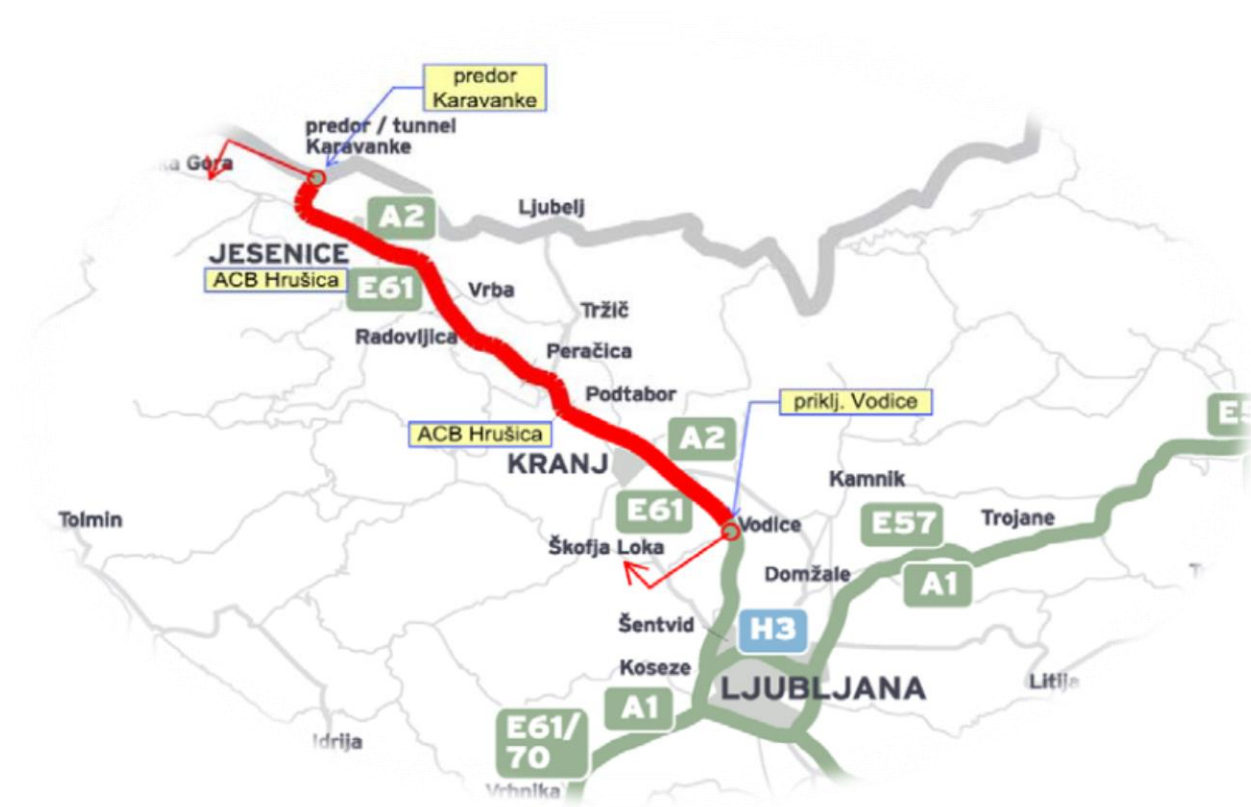 predor
Karavanke
predor / tunnel
Karavanke
ka Gora
A2
Ljubelj
JESENICE
ACB Hrušica
E61
Vrba
Tržič
Radovljica
Peračica
Podtabor
priklj. Vodice
ACB Hrušica
A2
KRANJ
Kamnik
E61
Vodice
E57
Trojane
Tolmin
Škofja Loka
Domžale
A1
Šentvid
H3
Koseze
LJUBLJANA
Litija
A1
E61/
70
Idrija
Vrhnika